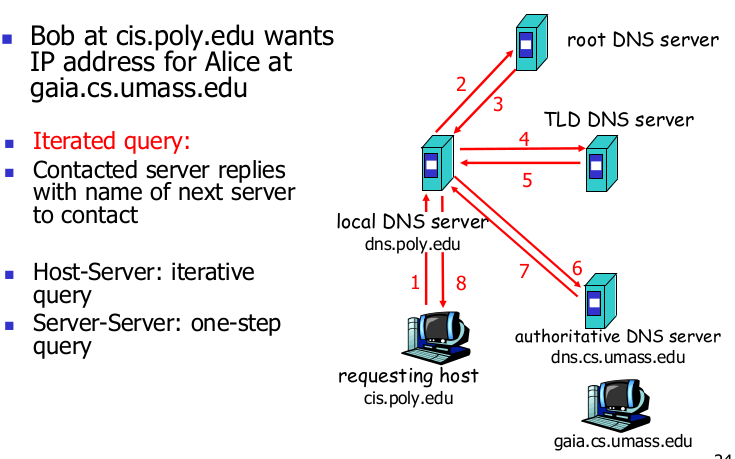 Bob at cis.poly.edu wants
IP address for Alice at
gaia.cs.umass.edu
Iterated query:
Contacted server replies
with name of next server
to contact
Host-Server: iterative
query
Server-Server: one-step
query
root DNS server
2
3
TLD DNS server
4
5
local DNS server
dns.poly.edu
6
7
1
8
authoritative DNS server
dns.cs.umass.edu
requesting host
cis.poly.edu
gaia.cs.umass.edu